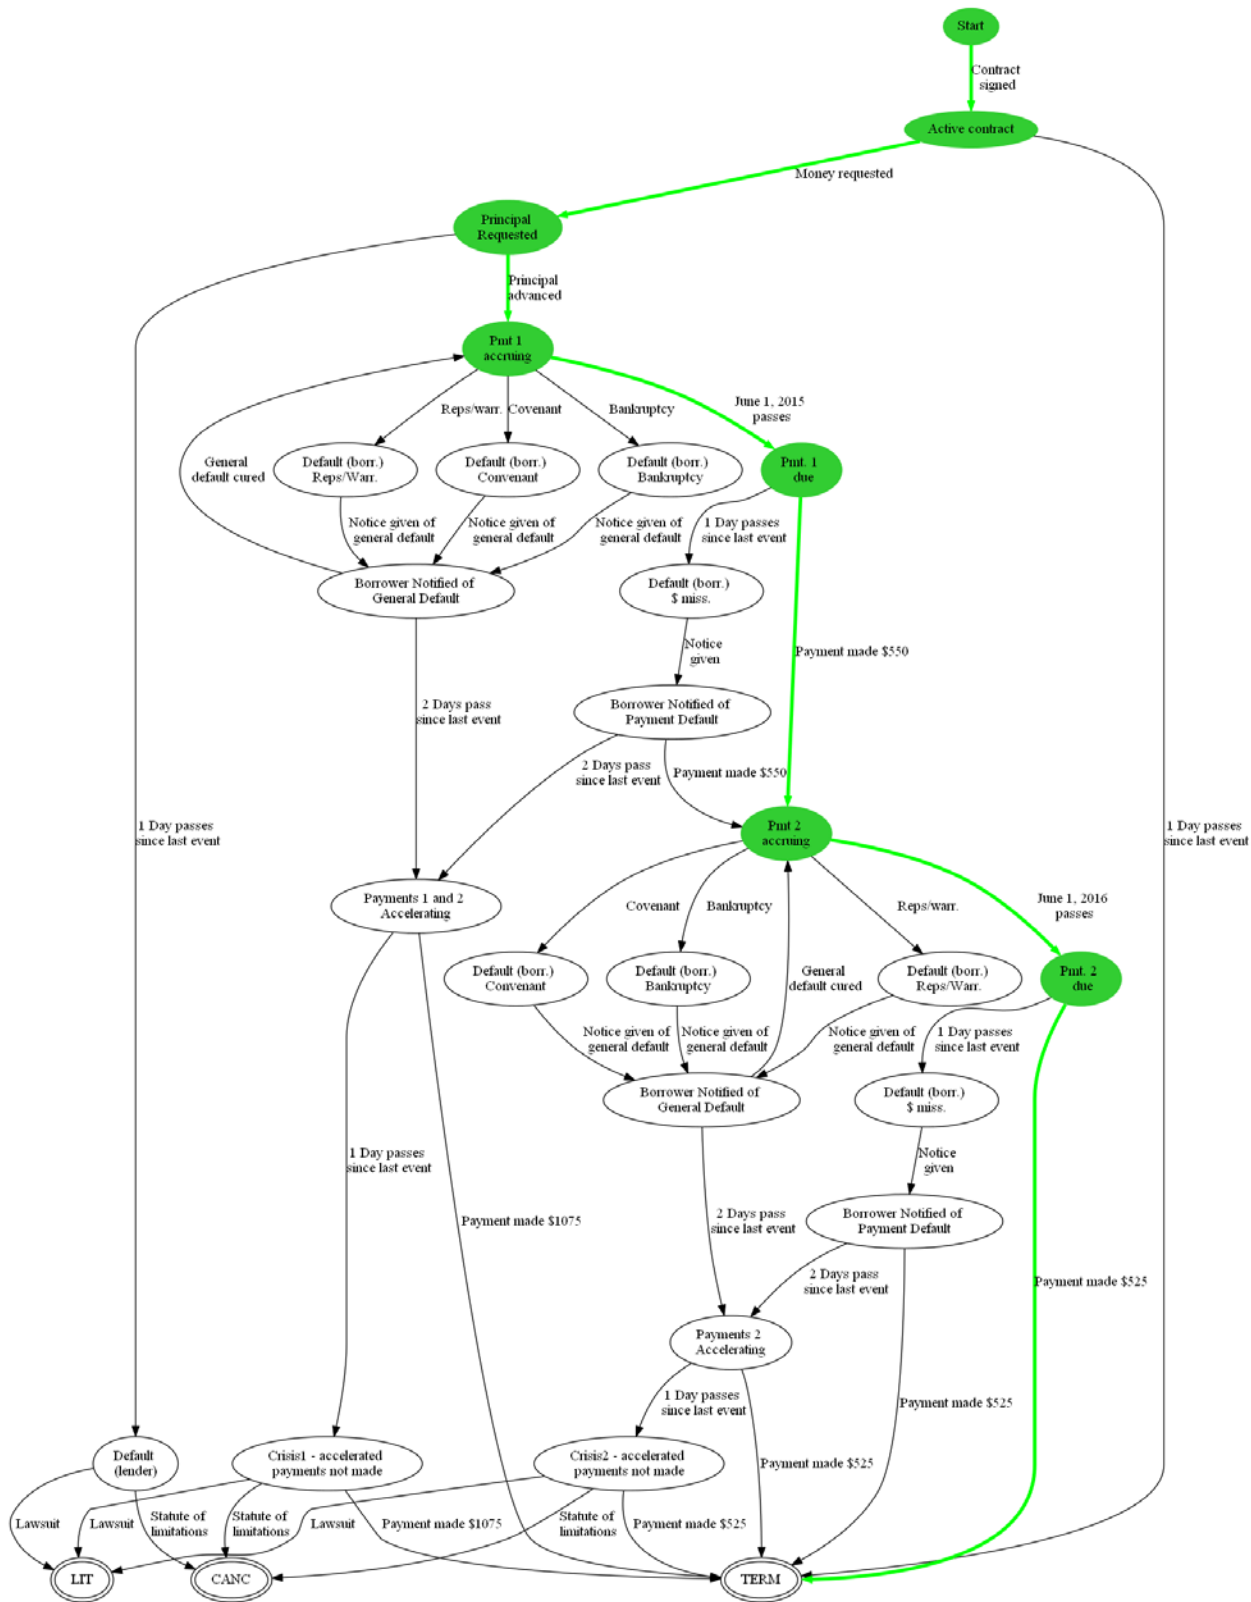 Start
Contract
signed
Active contract
Money requested
Principal
Requested
Principal
advanced
Pmt 1
accruing
June 1, 2015
passes
Reps/warr.
Covenant
Bankruptcy
General
default cured
Default (borr.)
Reps/Warr.
Default (borr.)
Convenant
Default (borr.)
Bankruptcy
Pmt. 1
due
Notice given of
general default
Notice given of
general default
Notice given of
general default
1 Day passes
since last event
Borrower Notified of
General Default
Default (borr.)
$ miss.
Notice
given
Payment made $550
2 Days pass
since last event
Borrower Notified of
Payment Default
2 Days pass
since last event
Payment made $550
1 Day passes
since last event
Pmt 2
accruing
1 Day passes
since last event
Payments 1 and 2
Accelerating
Covenant
Bankruptcy
Reps/warr.
June 1, 2016
passes
Default (borr.)
Convenant
Default (borr.)
Bankruptcy
General
default cured
Default (borr.)
Reps/Warr.
Pmt. 2
due
Notice given of
general default
Notice given of
general default
Notice given of
general default
1 Day passes
since last event
Borrower Notified of
General Default
Default (borr.)
$ miss.
1 Day passes
since last event
Notice
given
Payment made $1075
2 Days pass
since last event
Borrower Notified of
Payment Default
2 Days pass
since last event
Payment made $525
Payments 2
Accelerating
1 Day passes
since last event
Payment made $525
Default
(lender)
Crisis1 - accelerated
payments not made
Crisis2 - accelerated
payments not made
Payment made $525
Lawsuit
Lawsuit
Statute of
limitations
Statute of
limitations
Lawsuit
Payment made $1075
Statute of
limitations
Payment made $525
LIT
CANC
TERM